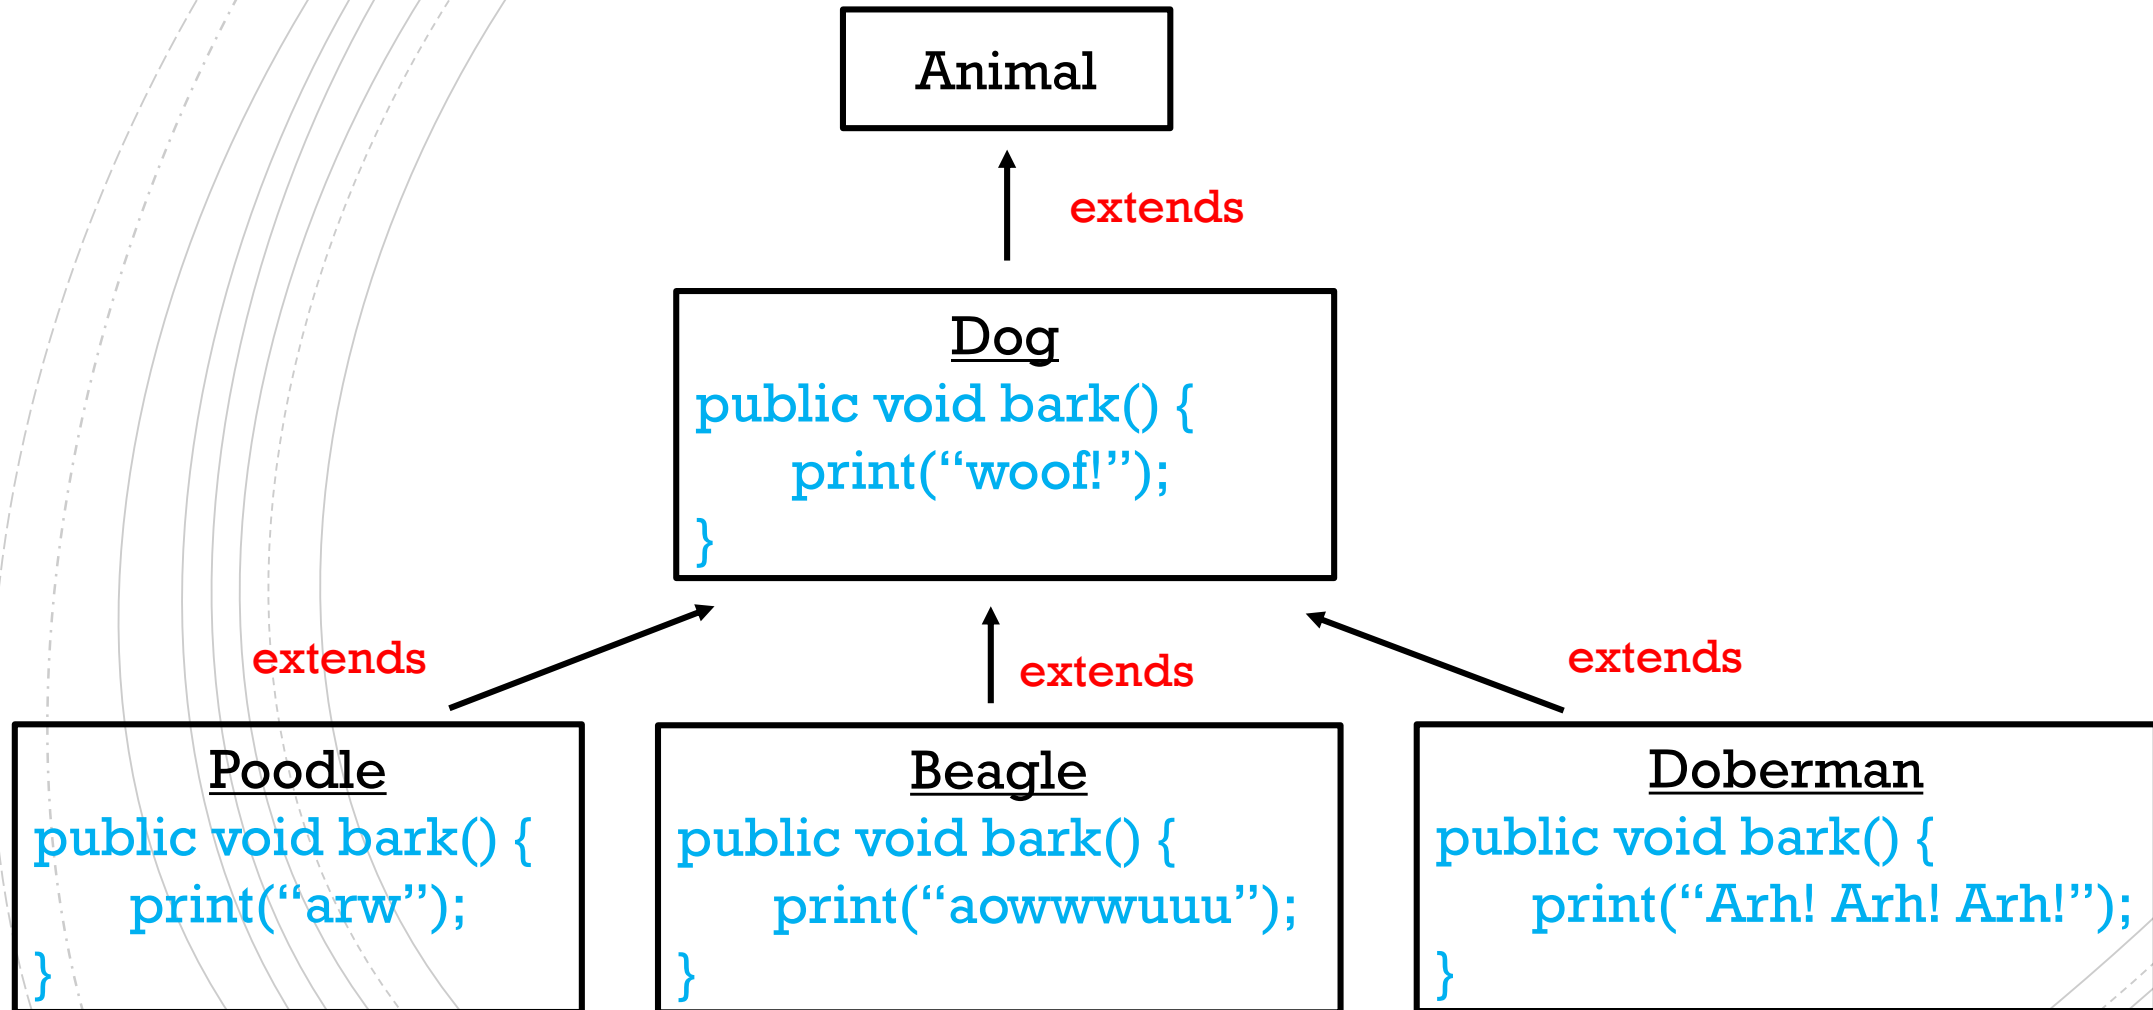 Animal
extends
Dog
public void bark() {
print(“woof!”);
}
extends
extends
extends
Poodle
public void bark() {
print(“arw”);
}
Beagle
public void bark() {
print(“aowwwuuu”);
}
Doberman
public void bark() {
print(“Arh! Arh! Arh!”);
}